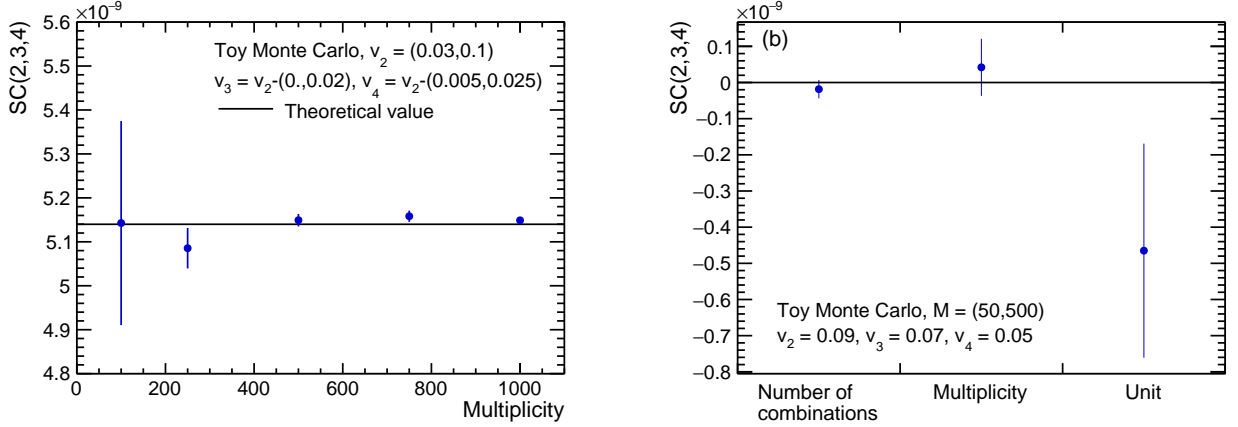 ×10⁻⁹
SC(2,3,4)
5.6
5.5
5.4
5.3
5.2
5.1
5
4.9
4.8
Toy Monte Carlo, v₂ = (0.03,0.1)
v₃ = v₂-(0.,0.02), v₄ = v₂-(0.005,0.025)
Theoretical value
0 200 400 600 800 1000
Multiplicity
×10⁻⁹
SC(2,3,4)
(b)
0.1
0
−0.1
−0.2
−0.3
−0.4
−0.5
−0.6
−0.7
−0.8
Toy Monte Carlo, M = (50,500)
v₂ = 0.09, v₃ = 0.07, v₄ = 0.05
Number of combinations
Multiplicity
Unit